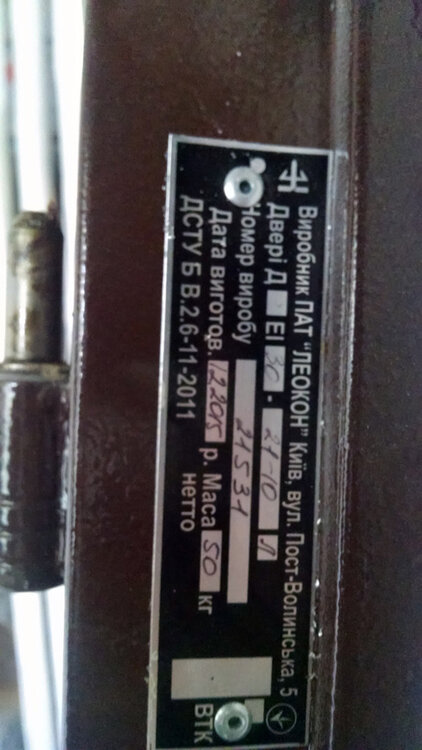 Виробник ПАТ "ЛЕОКОН" Київ, вул. Пост-Волинська, 5
Двері Д ЕІ 30 - 21-10 Л
Номер виробу 21531
Дата виготов. 12.2015 р. Маса 50 кг
нетто
ДСТУ Б В.2.6-11-2011
ВТК